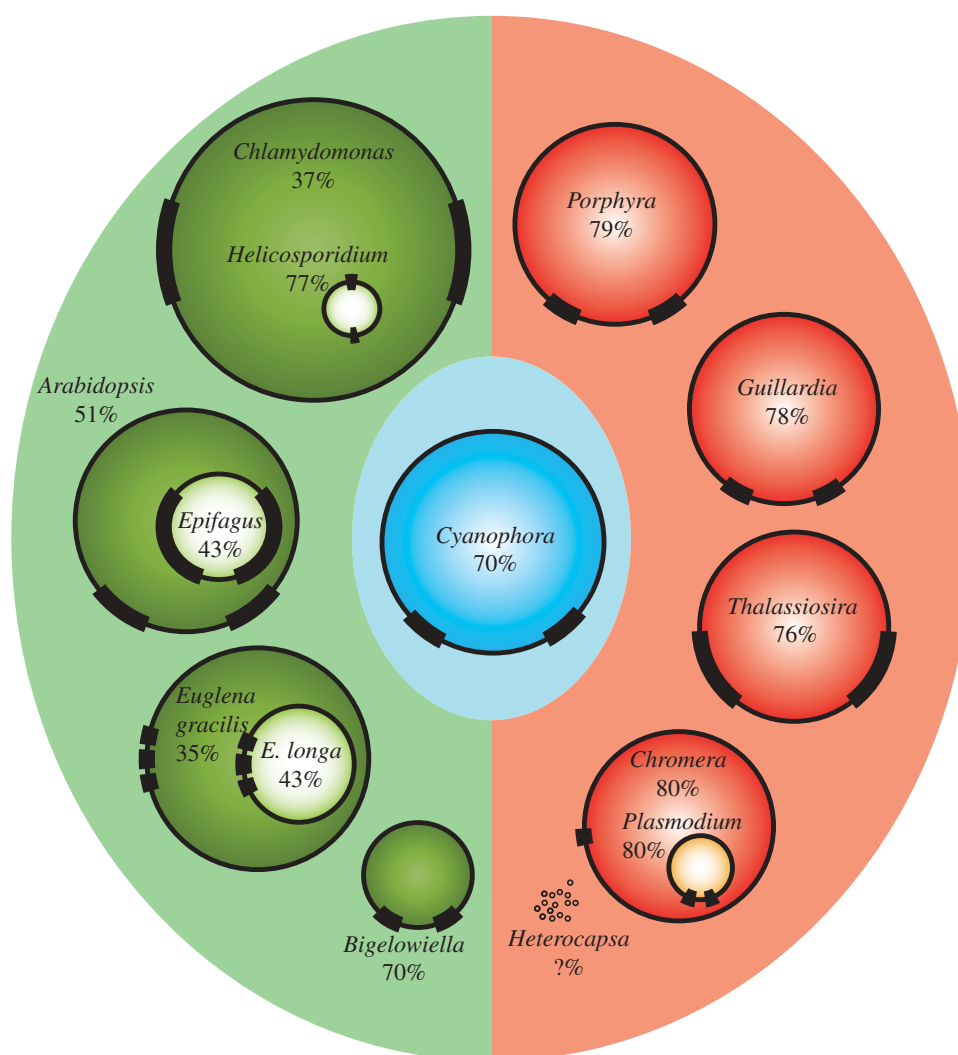 Chlamydomonas
37%
Helicosporidium
77%
Arabidopsis
51%
Epifagus
43%
Euglena
gracilis
35%
E. longa
43%
Bigelowiella
70%
Cyanophora
70%
Porphyra
79%
Guillardia
78%
Thalassiosira
76%
Chromera
80%
Plasmodium
80%
Heterocapsa
?%